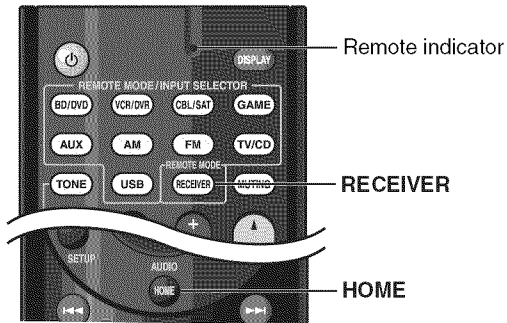 Remote indicator
DISPLAY
REMOTE MODE/INPUT SELECTOR
BD/DVD VCR/DVR CBL/SAT GAME
AUX AM FM TV/CD
REMOTE MODE
TONE USB RECEIVER MUTING
RECEIVER
+
SETUP
AUDIO
HOME
HOME